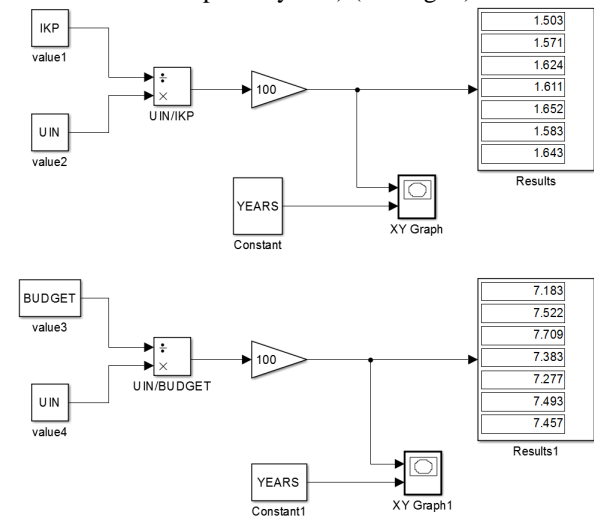 IKP
value1
÷
×
UIN/IKP
UIN
value2
100
YEARS
Constant
XY Graph
1.503
1.571
1.624
1.611
1.652
1.583
1.643
Results
BUDGET
value3
÷
×
UIN/BUDGET
UIN
value4
100
YEARS
Constant1
XY Graph1
7.183
7.522
7.709
7.383
7.277
7.493
7.457
Results1